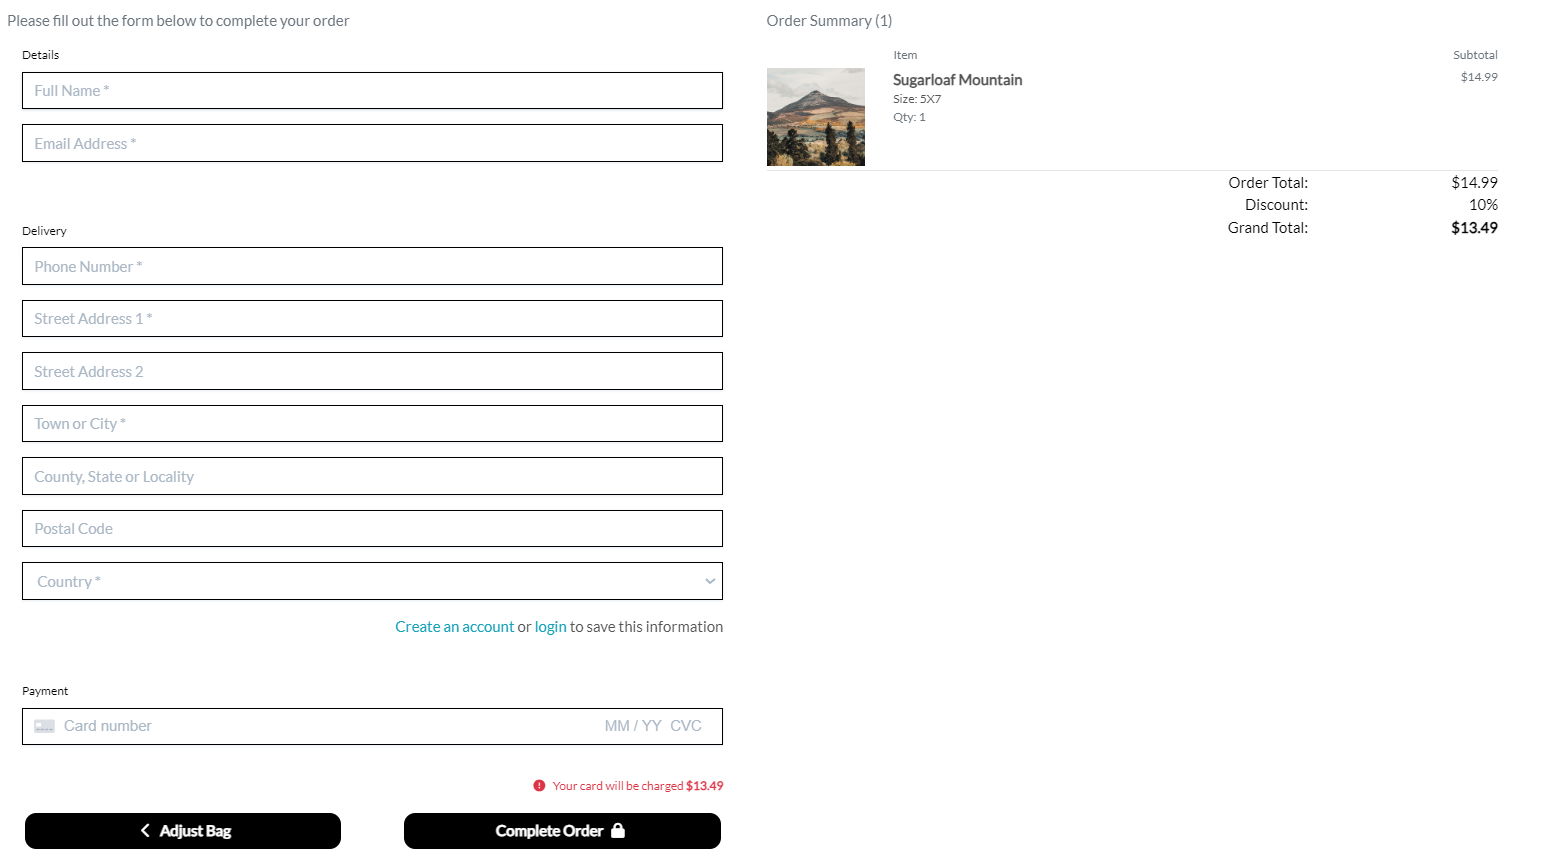 Please fill out the form below to complete your order
Details
Full Name *
Email Address *
Delivery
Phone Number *
Street Address 1 *
Street Address 2
Town or City *
County, State or Locality
Postal Code
Country *
Create an account or login to save this information
Payment
Card number MM / YY CVC
Your card will be charged $13.49
Adjust Bag Complete Order
Order Summary (1)
Item Subtotal
Sugarloaf Mountain $14.99
Size: 5X7
Qty: 1
Order Total: $14.99
Discount: 10%
Grand Total: $13.49